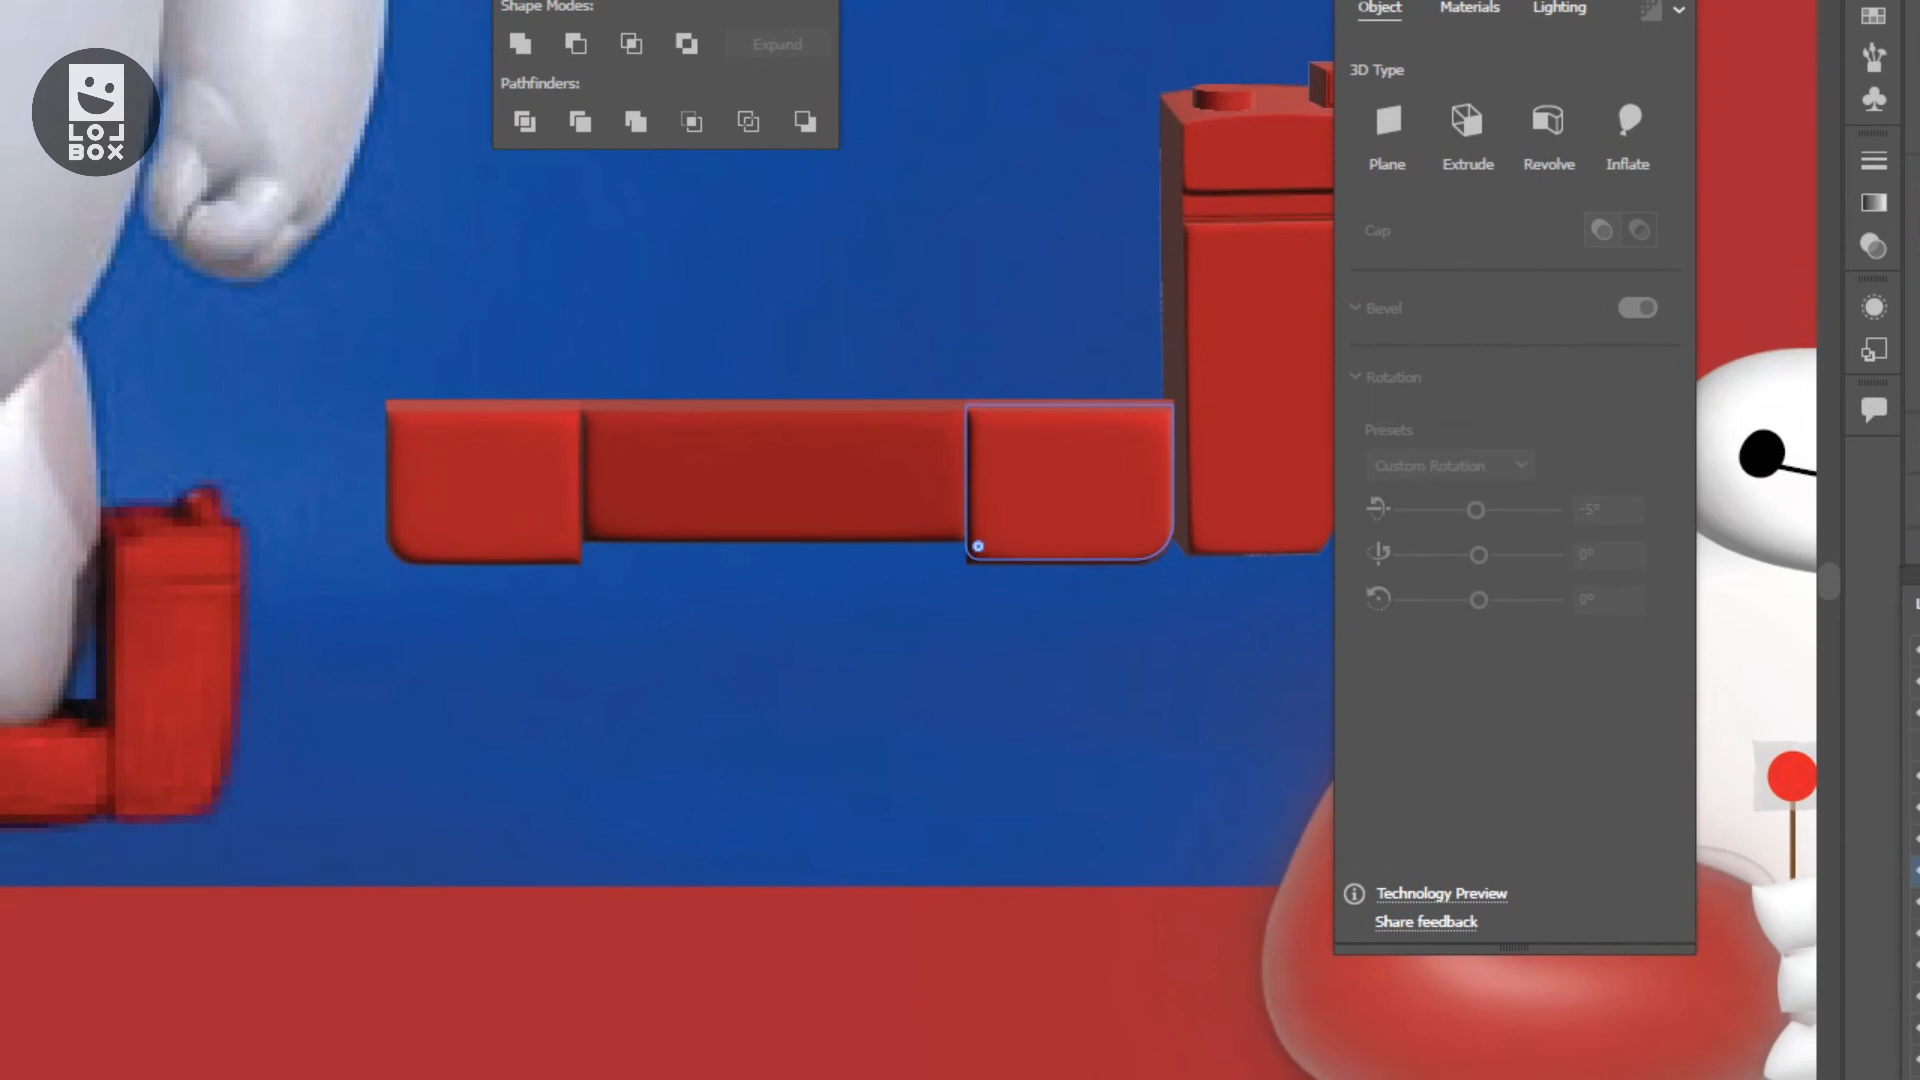 LOL
BOX
Shape Modes:
Expand
Pathfinders:
Object Materials Lighting
3D Type
Plane Extrude Revolve Inflate
Cap
Bevel
Rotation
Presets
Custom Rotation
-5°
0°
0°
Technology Preview
Share feedback